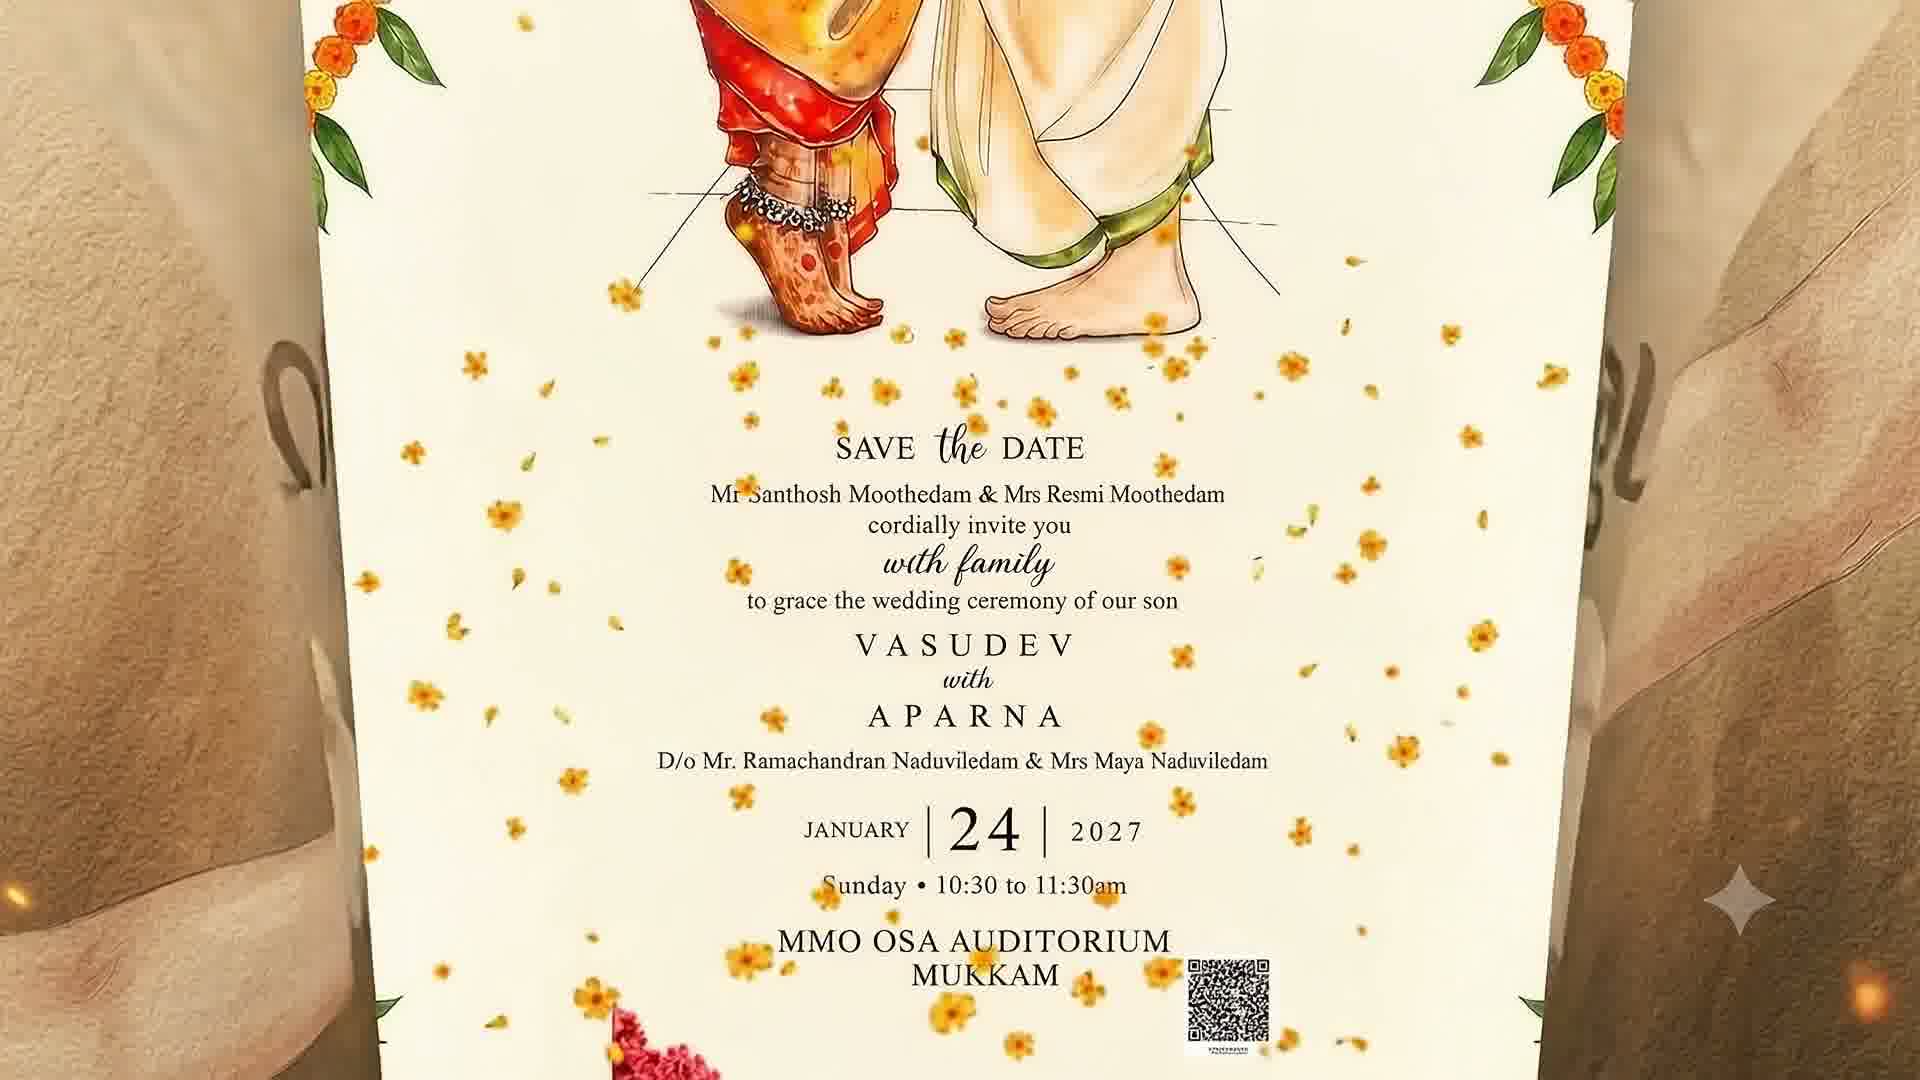 SAVE the DATE
Mr Santhosh Moothedam & Mrs Resmi Moothedam
cordially invite you
with family
to grace the wedding ceremony of our son
VASUDEV
with
APARNA
D/o Mr. Ramachandran Naduviledam & Mrs Maya Naduviledam
JANUARY | 24 | 2027
Sunday • 10:30 to 11:30am
MMO OSA AUDITORIUM
MUKKAM